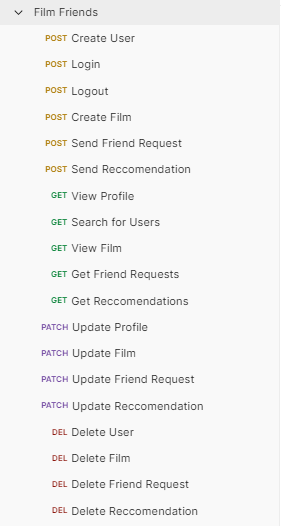 Film Friends
POST Create User
POST Login
POST Logout
POST Create Film
POST Send Friend Request
POST Send Reccomendation
GET View Profile
GET Search for Users
GET View Film
GET Get Friend Requests
GET Get Reccomendations
PATCH Update Profile
PATCH Update Film
PATCH Update Friend Request
PATCH Update Reccomendation
DEL Delete User
DEL Delete Film
DEL Delete Friend Request
DEL Delete Reccomendation